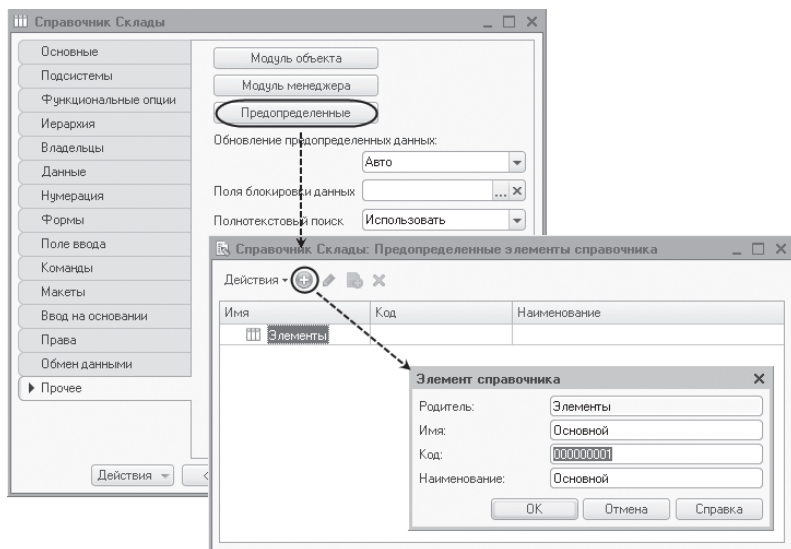 Справочник Склады
Основные
Подсистемы
Функциональные опции
Иерархия
Владельцы
Данные
Нумерация
Формы
Поле ввода
Команды
Макеты
Ввод на основании
Права
Обмен данными
Прочее
Действия
<
Модуль объекта
Модуль менеджера
Предопределенные
Обновление предопределенных данных:
Авто
Поля блокировки данных
...
Полнотекстовый поиск
Использовать
Справочник Склады: Предопределенные элементы справочника
Действия
Имя Код Наименование
Элементы
Элемент справочника
Родитель: Элементы
Имя: Основной
Код: 000000001
Наименование: Основной
OK Отмена Справка